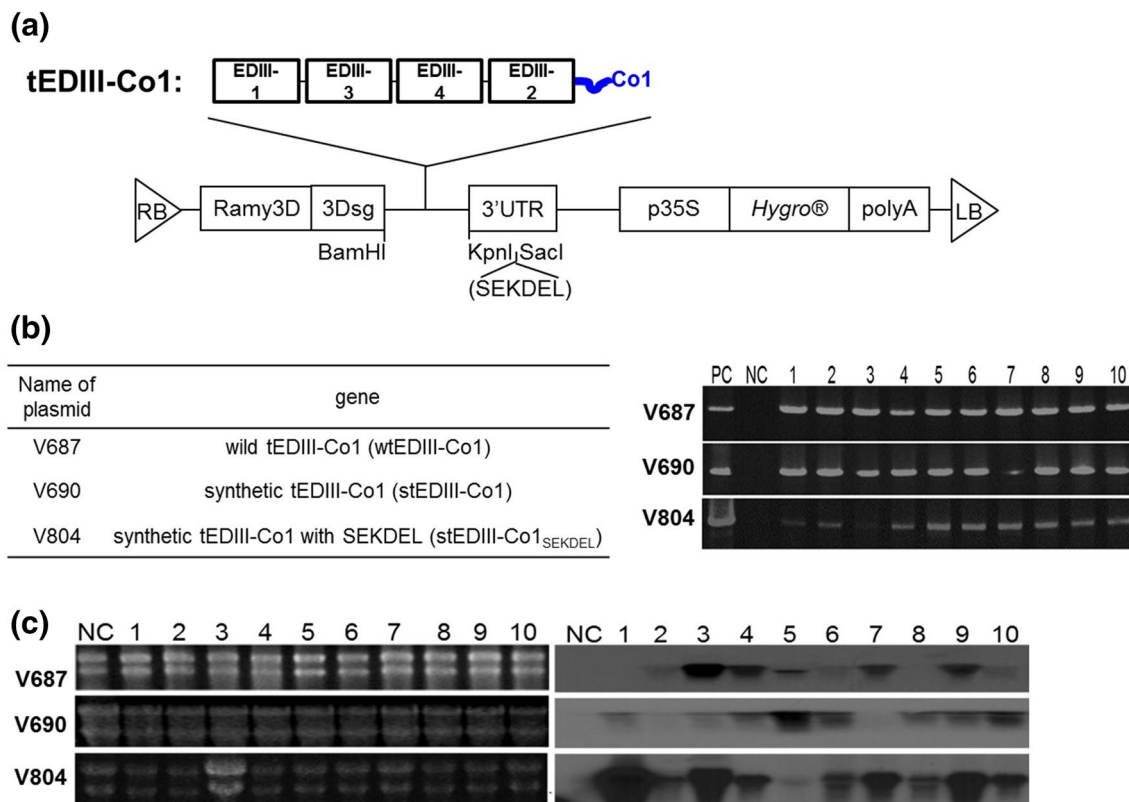 (a)
tEDIII-Co1:
EDIII-
1
EDIII-
3
EDIII-
4
EDIII-
2
Co1
RB
Ramy3D
3Dsg
3'UTR
p35S
Hygro®
polyA
LB
BamHI
KpnI
SacI
(SEKDEL)
(b)
Name of
plasmid
gene
V687
wild tEDIII-Co1 (wtEDIII-Co1)
V690
synthetic tEDIII-Co1 (stEDIII-Co1)
V804
synthetic tEDIII-Co1 with SEKDEL (stEDIII-Co1SEKDEL)
PC NC 1 2 3 4 5 6 7 8 9 10
V687
V690
V804
(c)
NC 1 2 3 4 5 6 7 8 9 10
NC 1 2 3 4 5 6 7 8 9 10
V687
V690
V804